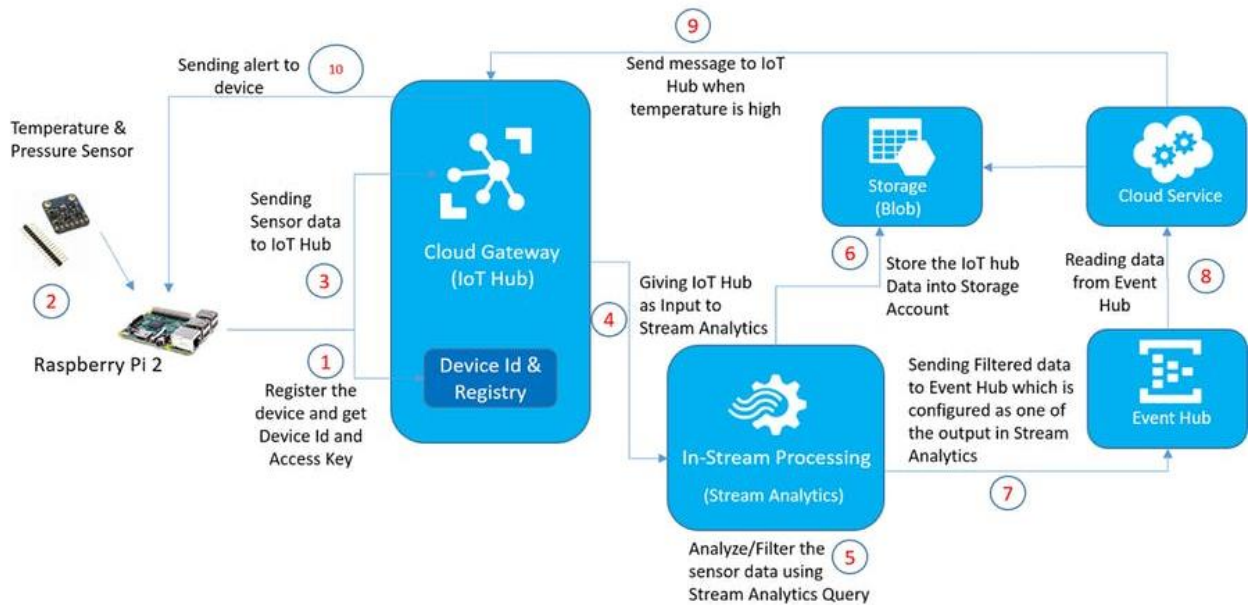 9
Send message to IoT
Hub when
temperature is high
Sending alert to
device
10
Temperature &
Pressure Sensor
2
Raspberry Pi 2
Sending
Sensor data
to IoT Hub
3
1
Register the
device and get
Device Id and
Access Key
Cloud Gateway
(IoT Hub)
Device Id &
Registry
4
Giving IoT Hub
as Input to
Stream Analytics
In-Stream Processing
(Stream Analytics)
Analyze/Filter the
sensor data using
Stream Analytics Query
5
Storage
(Blob)
6
Store the IoT hub
Data into Storage
Account
Sending Filtered data
to Event Hub which is
configured as one of
the output in Stream
Analytics
7
Event Hub
Reading data
from Event
Hub
8
Cloud Service